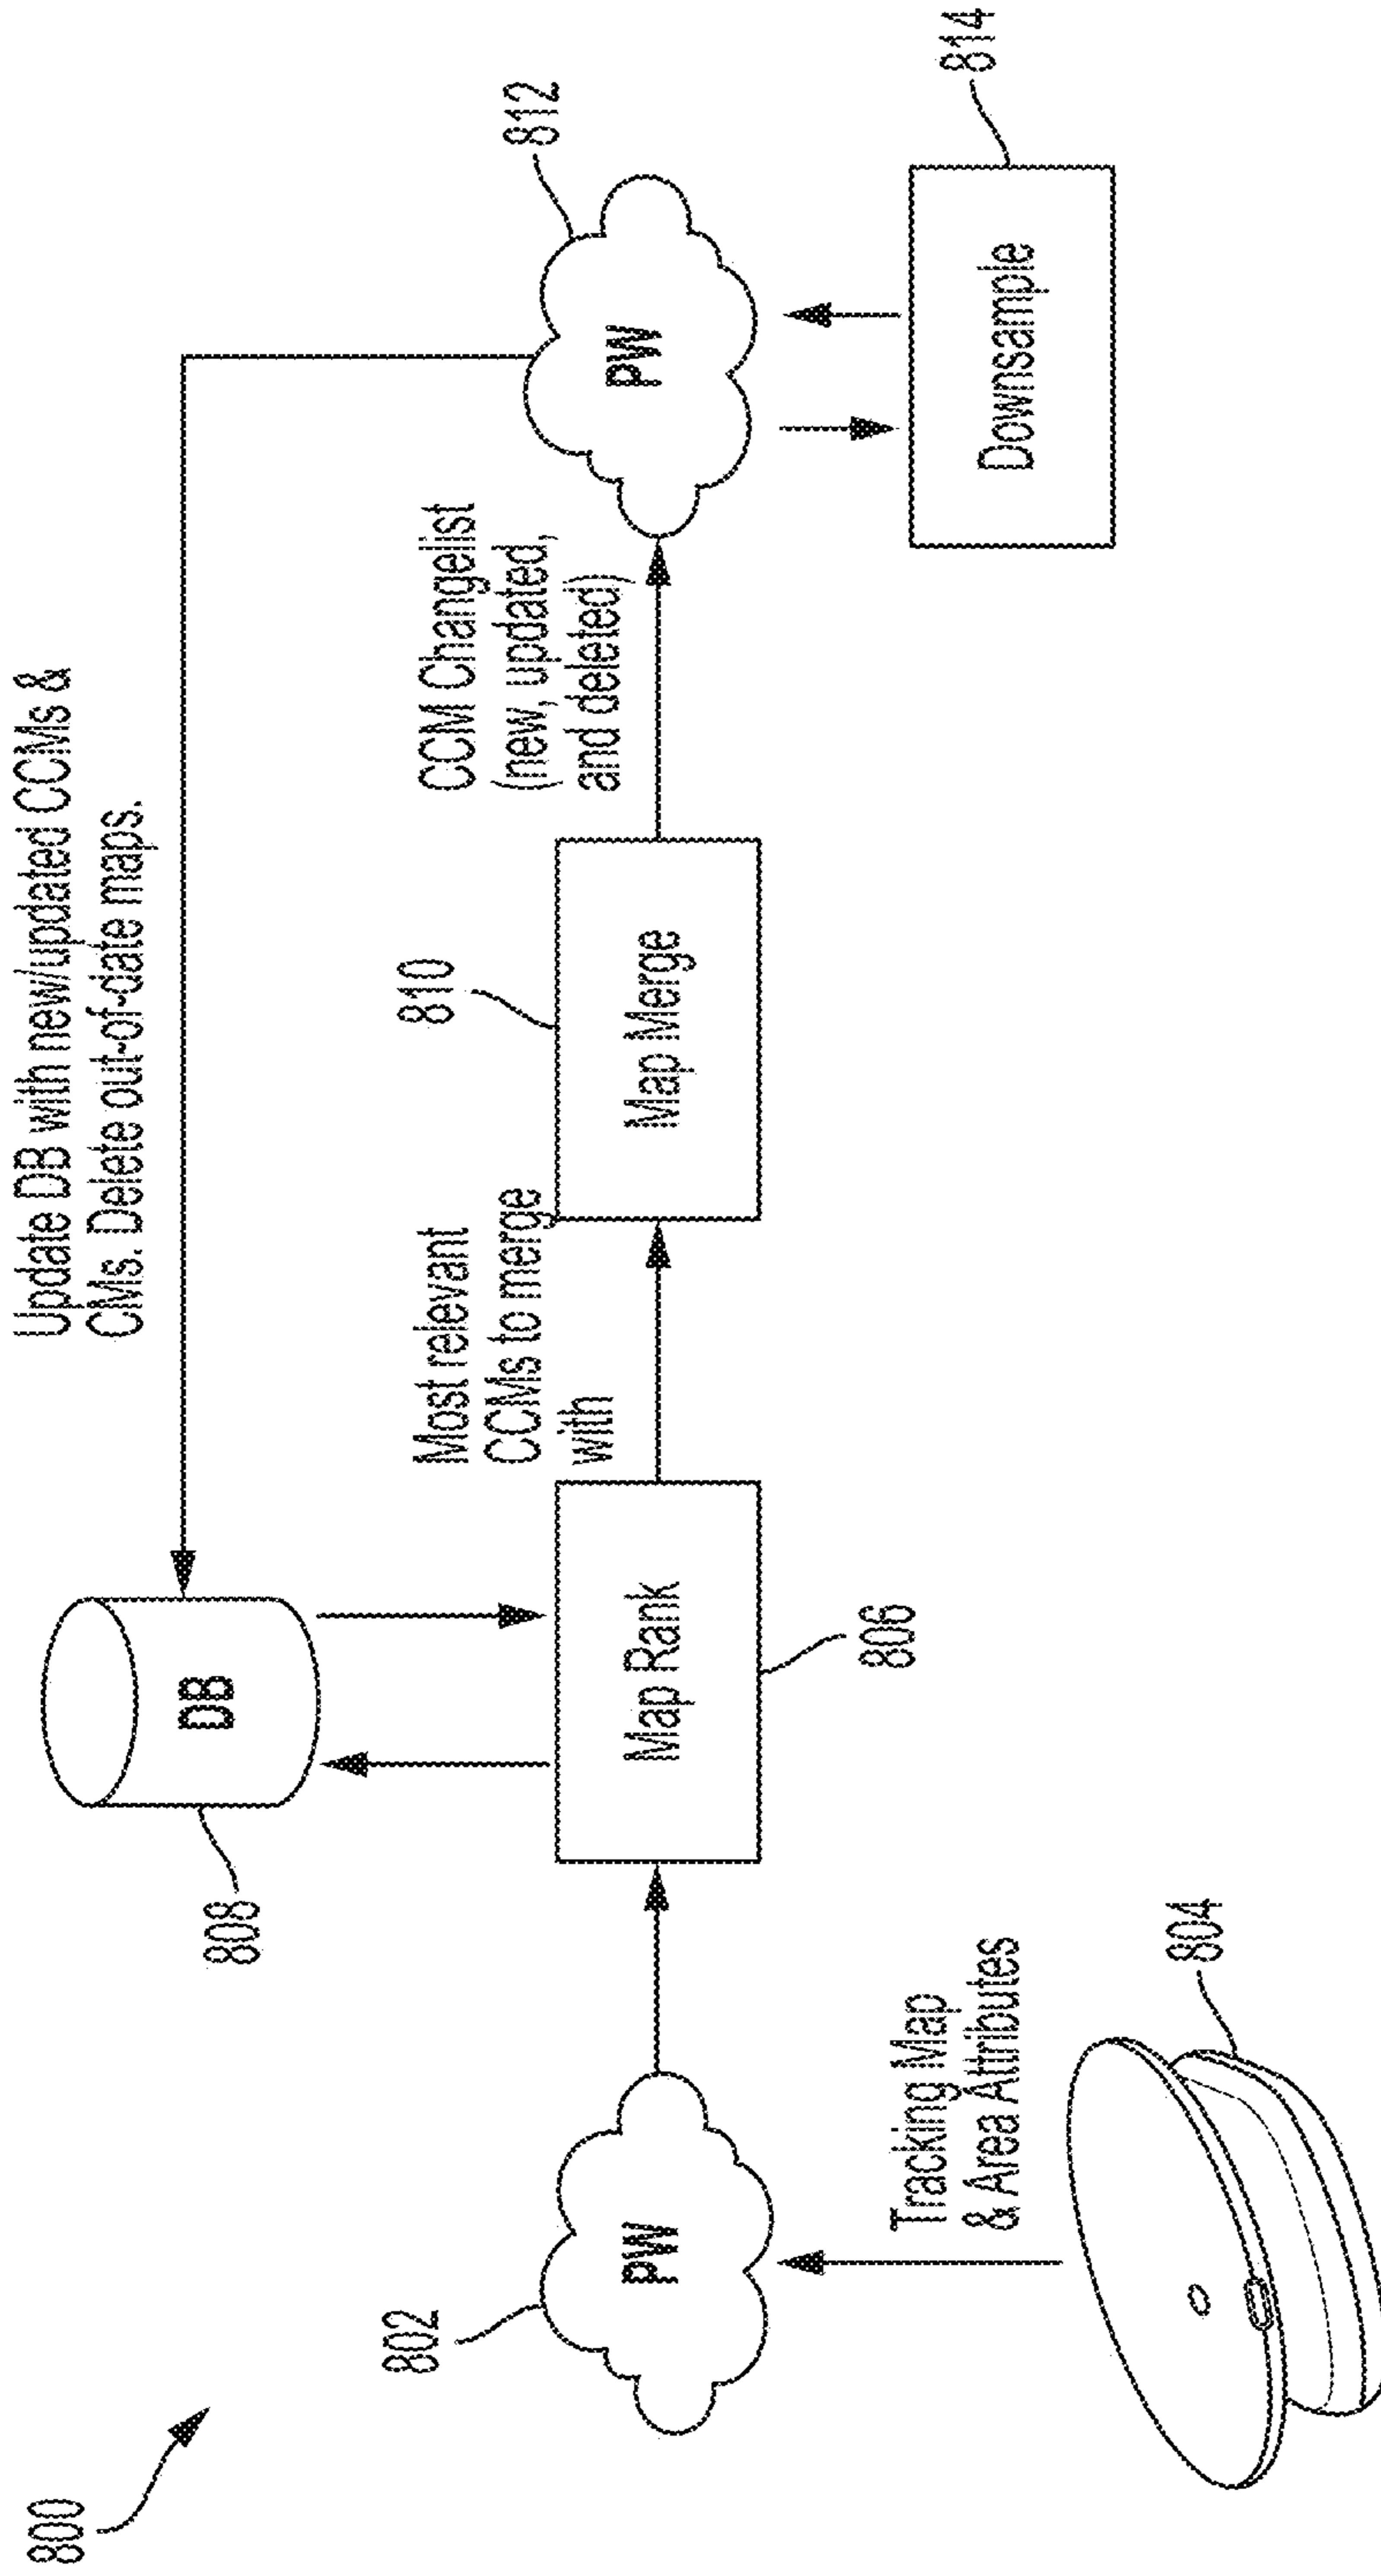 800
Update DB with new/updated CCMs &
CMs. Delete out-of-date maps.
808
DB
802
PW
Map Rank
806
Most relevant
CCMs to merge
with
810
Map Merge
CCM Changelist
(new, updated,
and deleted)
812
PW
Tracking Map
& Area Attributes
804
Downsample
814